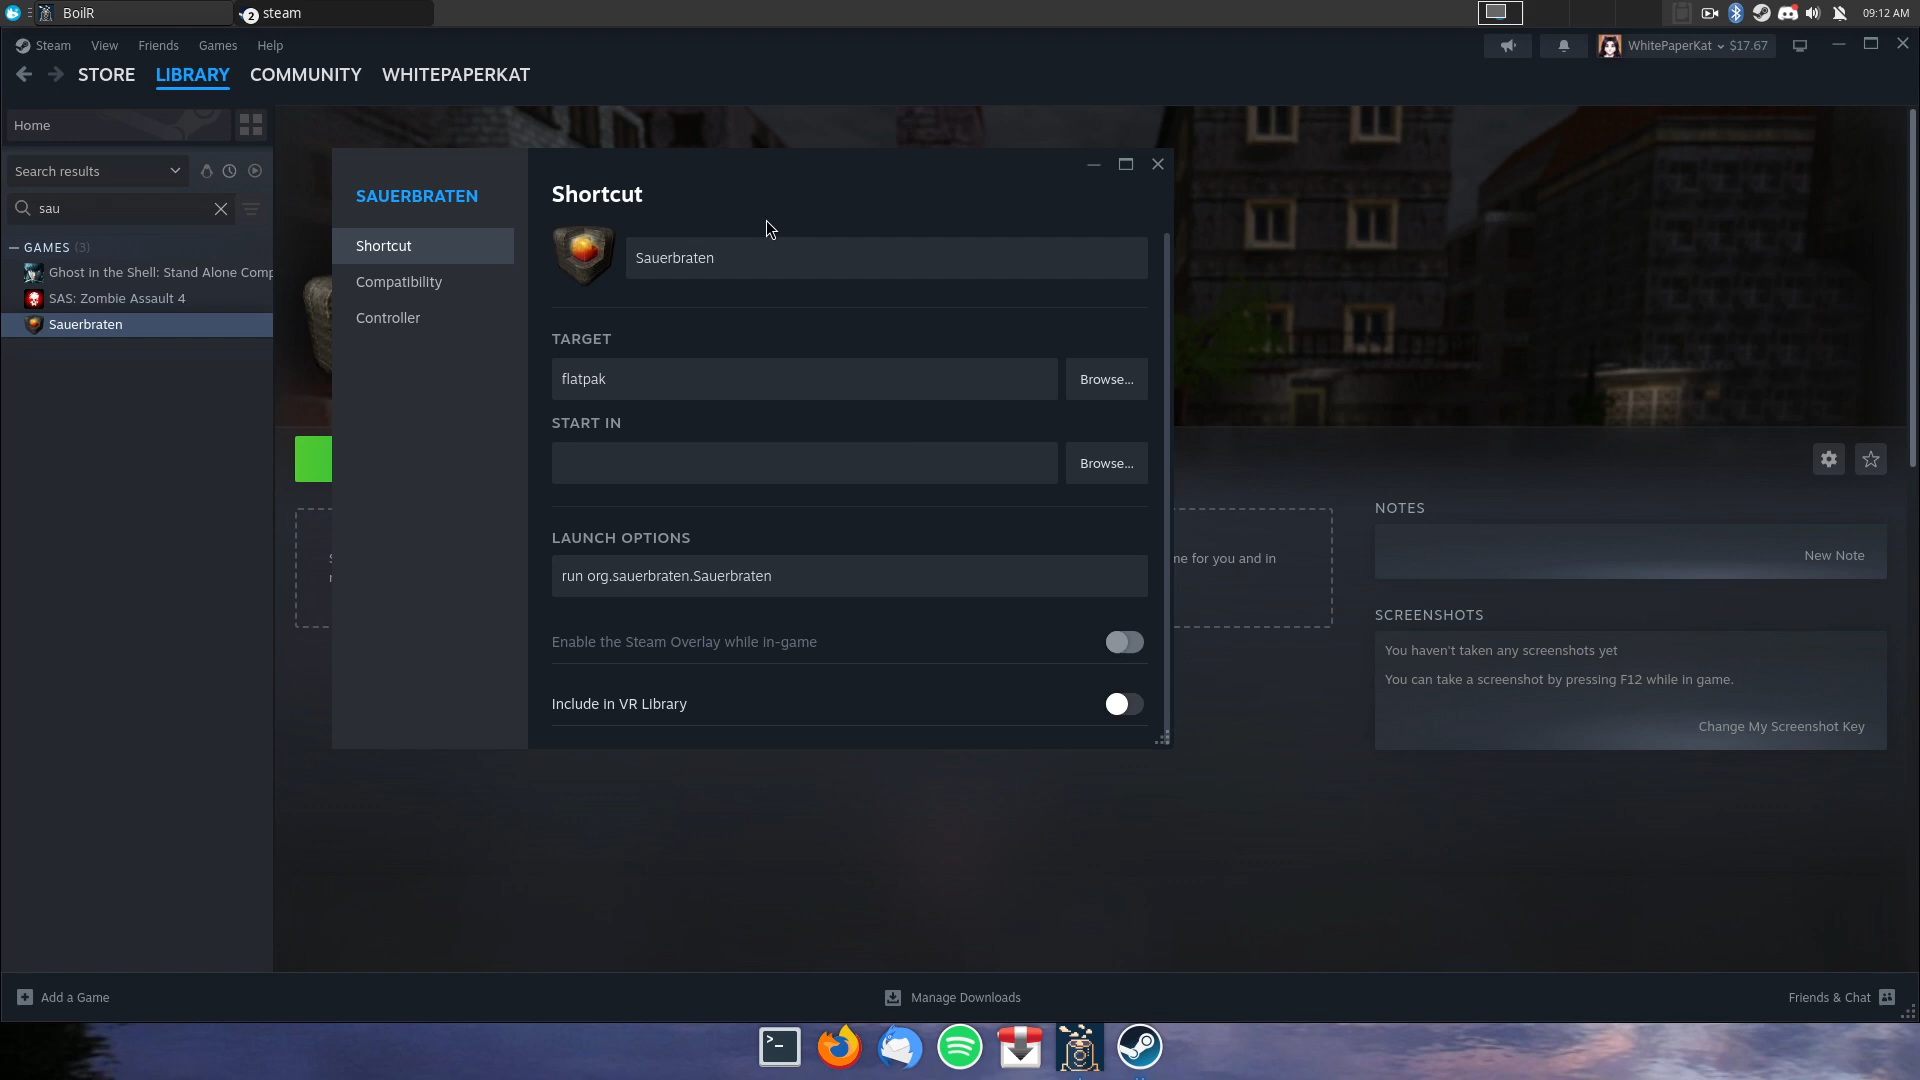 BoilR
2 steam
09:12 AM
Steam View Friends Games Help
WhitePaperKat $17.67
STORE LIBRARY COMMUNITY WHITEPAPERKAT
Home
Search results
sau
GAMES (3)
Ghost in the Shell: Stand Alone Comp
SAS: Zombie Assault 4
Sauerbraten
SAUERBRATEN
Shortcut
Compatibility
Controller
Shortcut
Sauerbraten
TARGET
flatpak
Browse...
START IN
Browse...
LAUNCH OPTIONS
run org.sauerbraten.Sauerbraten
Enable the Steam Overlay while in-game
Include in VR Library
ne for you and in
NOTES
New Note
SCREENSHOTS
You haven't taken any screenshots yet
You can take a screenshot by pressing F12 while in game.
Change My Screenshot Key
Add a Game
Manage Downloads
Friends & Chat